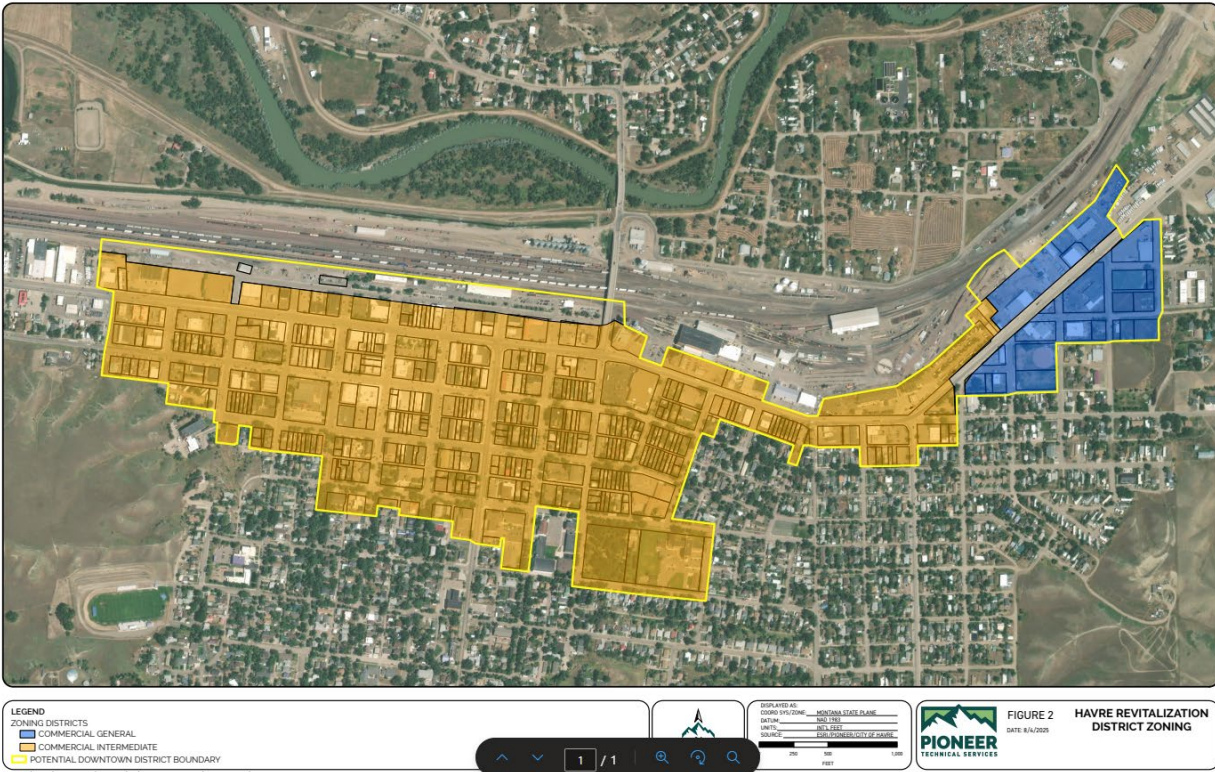 LEGEND
ZONING DISTRICTS
COMMERCIAL GENERAL
COMMERCIAL INTERMEDIATE
POTENTIAL DOWNTOWN DISTRICT BOUNDARY
DISPLAYED AS:
COORD SYS/ZONE: MONTANA STATE PLANE
DATUM: NAD 1983
UNITS: INT'L FEET
SOURCE: ESRI/PIONEER/CITY OF HAVRE
250 500 1,000
FEET
PIONEER
TECHNICAL SERVICES
FIGURE 2
DATE: 8/4/2025
HAVRE REVITALIZATION
DISTRICT ZONING
1 / 1